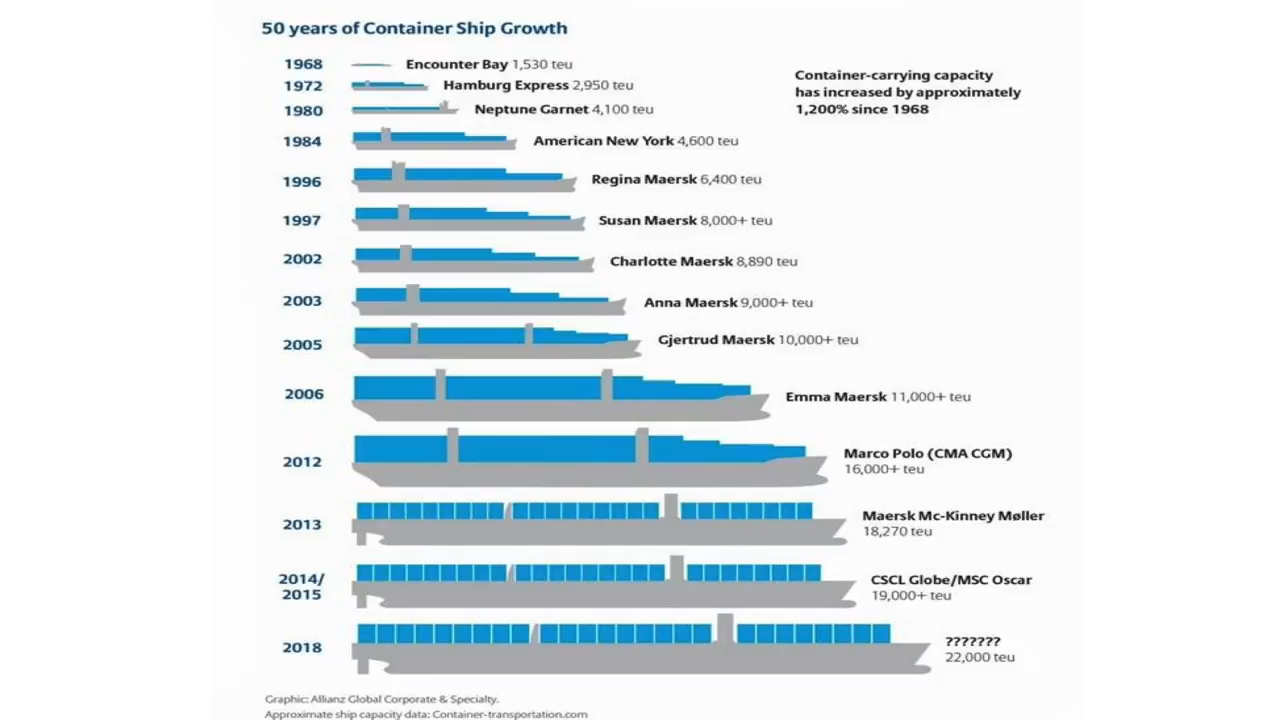 50 years of Container Ship Growth
1968 Encounter Bay 1,530 teu
1972 Hamburg Express 2,950 teu
1980 Neptune Garnet 4,100 teu
Container-carrying capacity
has increased by approximately
1,200% since 1968
1984 American New York 4,600 teu
1996 Regina Maersk 6,400 teu
1997 Susan Maersk 8,000+ teu
2002 Charlotte Maersk 8,890 teu
2003 Anna Maersk 9,000+ teu
2005 Gjertrud Maersk 10,000+ teu
2006 Emma Maersk 11,000+ teu
2012 Marco Polo (CMA CGM)
16,000+ teu
2013 Maersk Mc-Kinney Møller
18,270 teu
2014/
2015
CSCL Globe/MSC Oscar
19,000+ teu
2018 ???????
22,000 teu
Graphic: Allianz Global Corporate & Specialty.
Approximate ship capacity data: Container-transportation.com